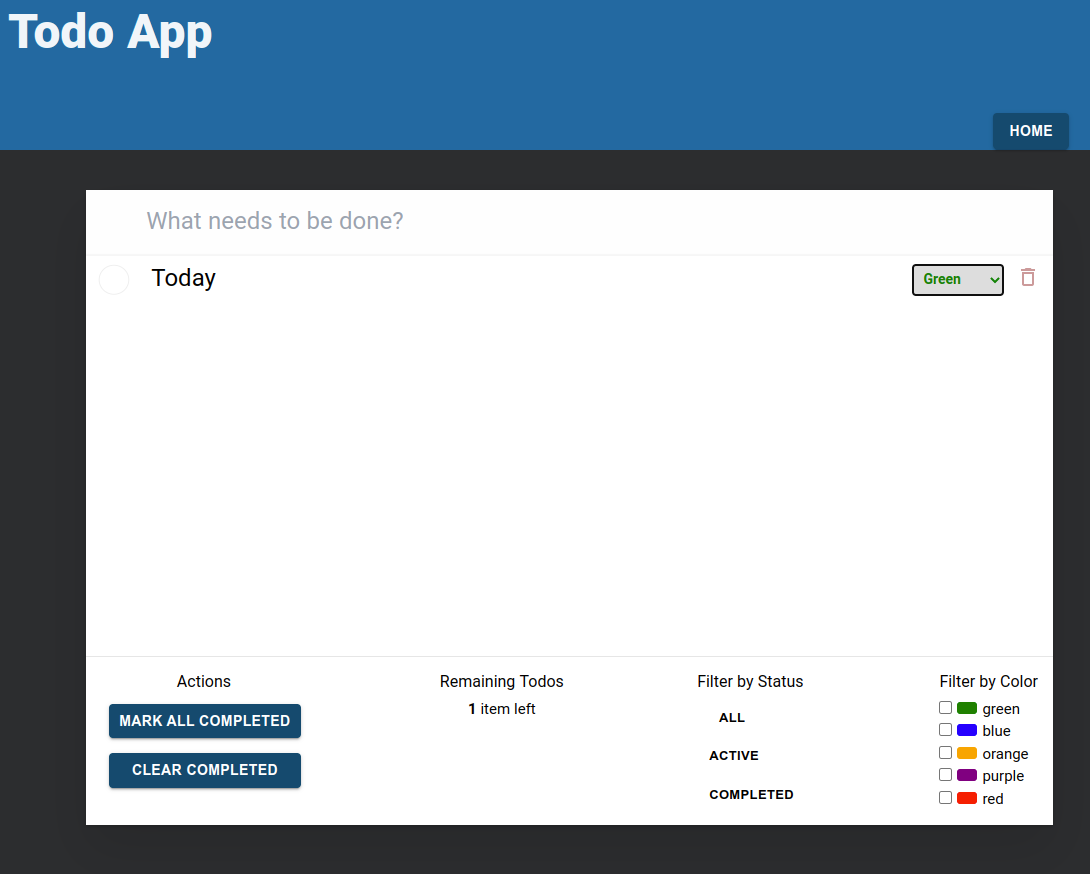 Todo App
HOME
What needs to be done?
Today
Green
Actions
MARK ALL COMPLETED
CLEAR COMPLETED
Remaining Todos
1 item left
Filter by Status
ALL
ACTIVE
COMPLETED
Filter by Color
green
blue
orange
purple
red